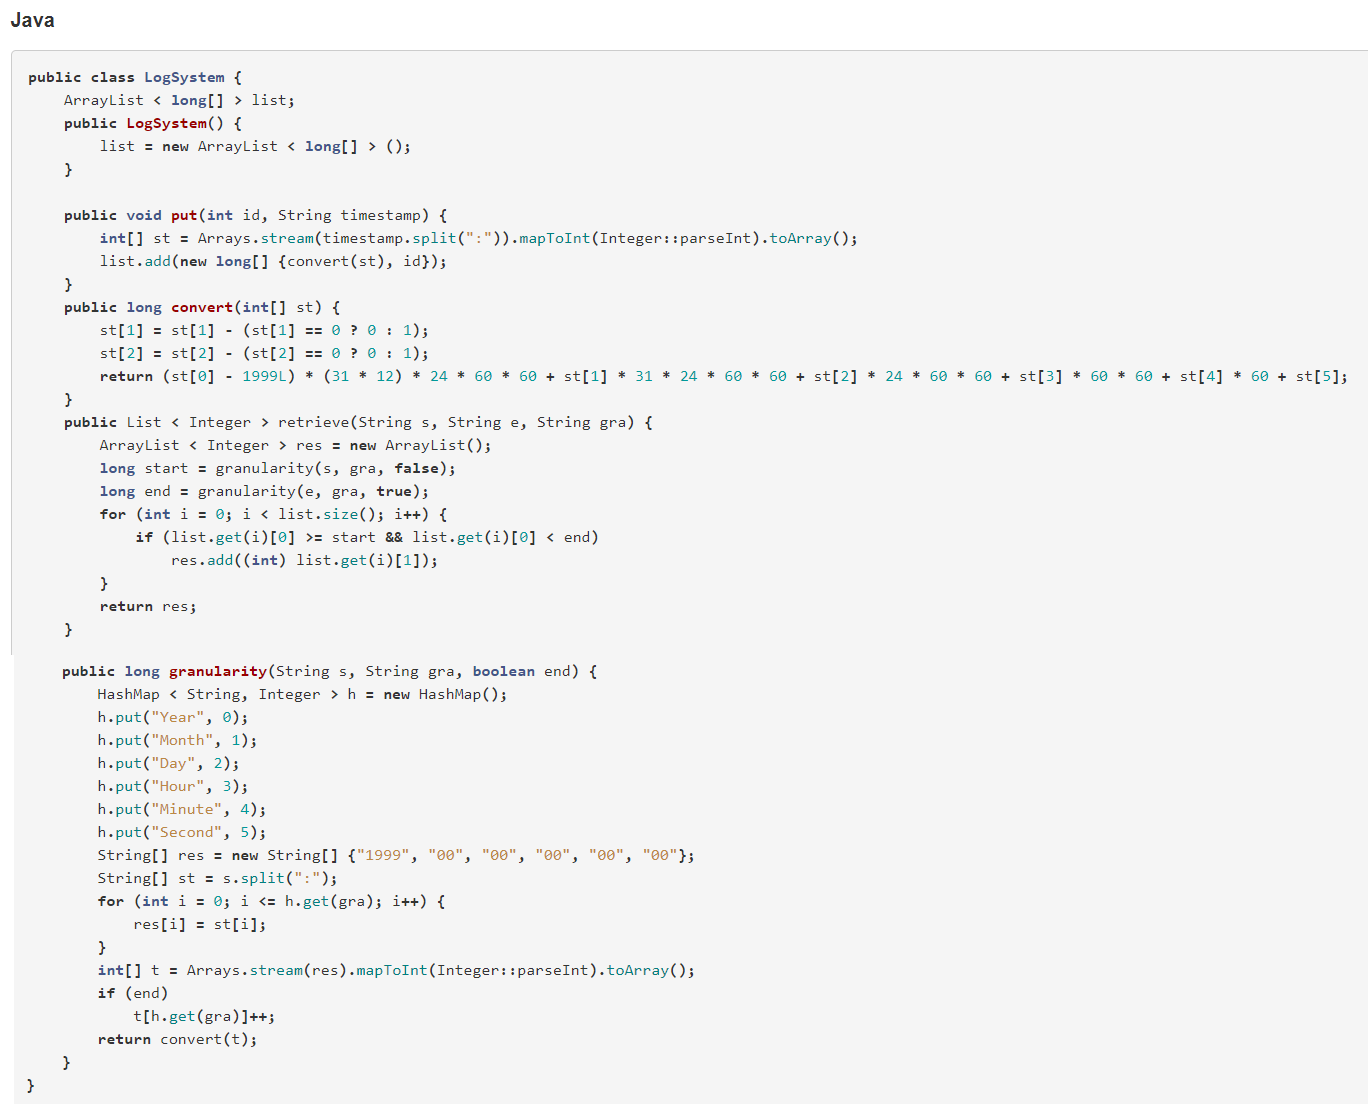 Java
public class LogSystem {
    ArrayList < long[] > list;
    public LogSystem() {
        list = new ArrayList < long[] > ();
    }

    public void put(int id, String timestamp) {
        int[] st = Arrays.stream(timestamp.split(":")).mapToInt(Integer::parseInt).toArray();
        list.add(new long[] {convert(st), id});
    }
    public long convert(int[] st) {
        st[1] = st[1] - (st[1] == 0 ? 0 : 1);
        st[2] = st[2] - (st[2] == 0 ? 0 : 1);
        return (st[0] - 1999L) * (31 * 12) * 24 * 60 * 60 + st[1] * 31 * 24 * 60 * 60 + st[2] * 24 * 60 * 60 + st[3] * 60 * 60 + st[4] * 60 + st[5];
    }
    public List < Integer > retrieve(String s, String e, String gra) {
        ArrayList < Integer > res = new ArrayList();
        long start = granularity(s, gra, false);
        long end = granularity(e, gra, true);
        for (int i = 0; i < list.size(); i++) {
            if (list.get(i)[0] >= start && list.get(i)[0] < end)
                res.add((int) list.get(i)[1]);
        }
        return res;
    }

    public long granularity(String s, String gra, boolean end) {
        HashMap < String, Integer > h = new HashMap();
        h.put("Year", 0);
        h.put("Month", 1);
        h.put("Day", 2);
        h.put("Hour", 3);
        h.put("Minute", 4);
        h.put("Second", 5);
        String[] res = new String[] {"1999", "00", "00", "00", "00", "00"};
        String[] st = s.split(":");
        for (int i = 0; i <= h.get(gra); i++) {
            res[i] = st[i];
        }
        int[] t = Arrays.stream(res).mapToInt(Integer::parseInt).toArray();
        if (end)
            t[h.get(gra)]++;
        return convert(t);
    }
}